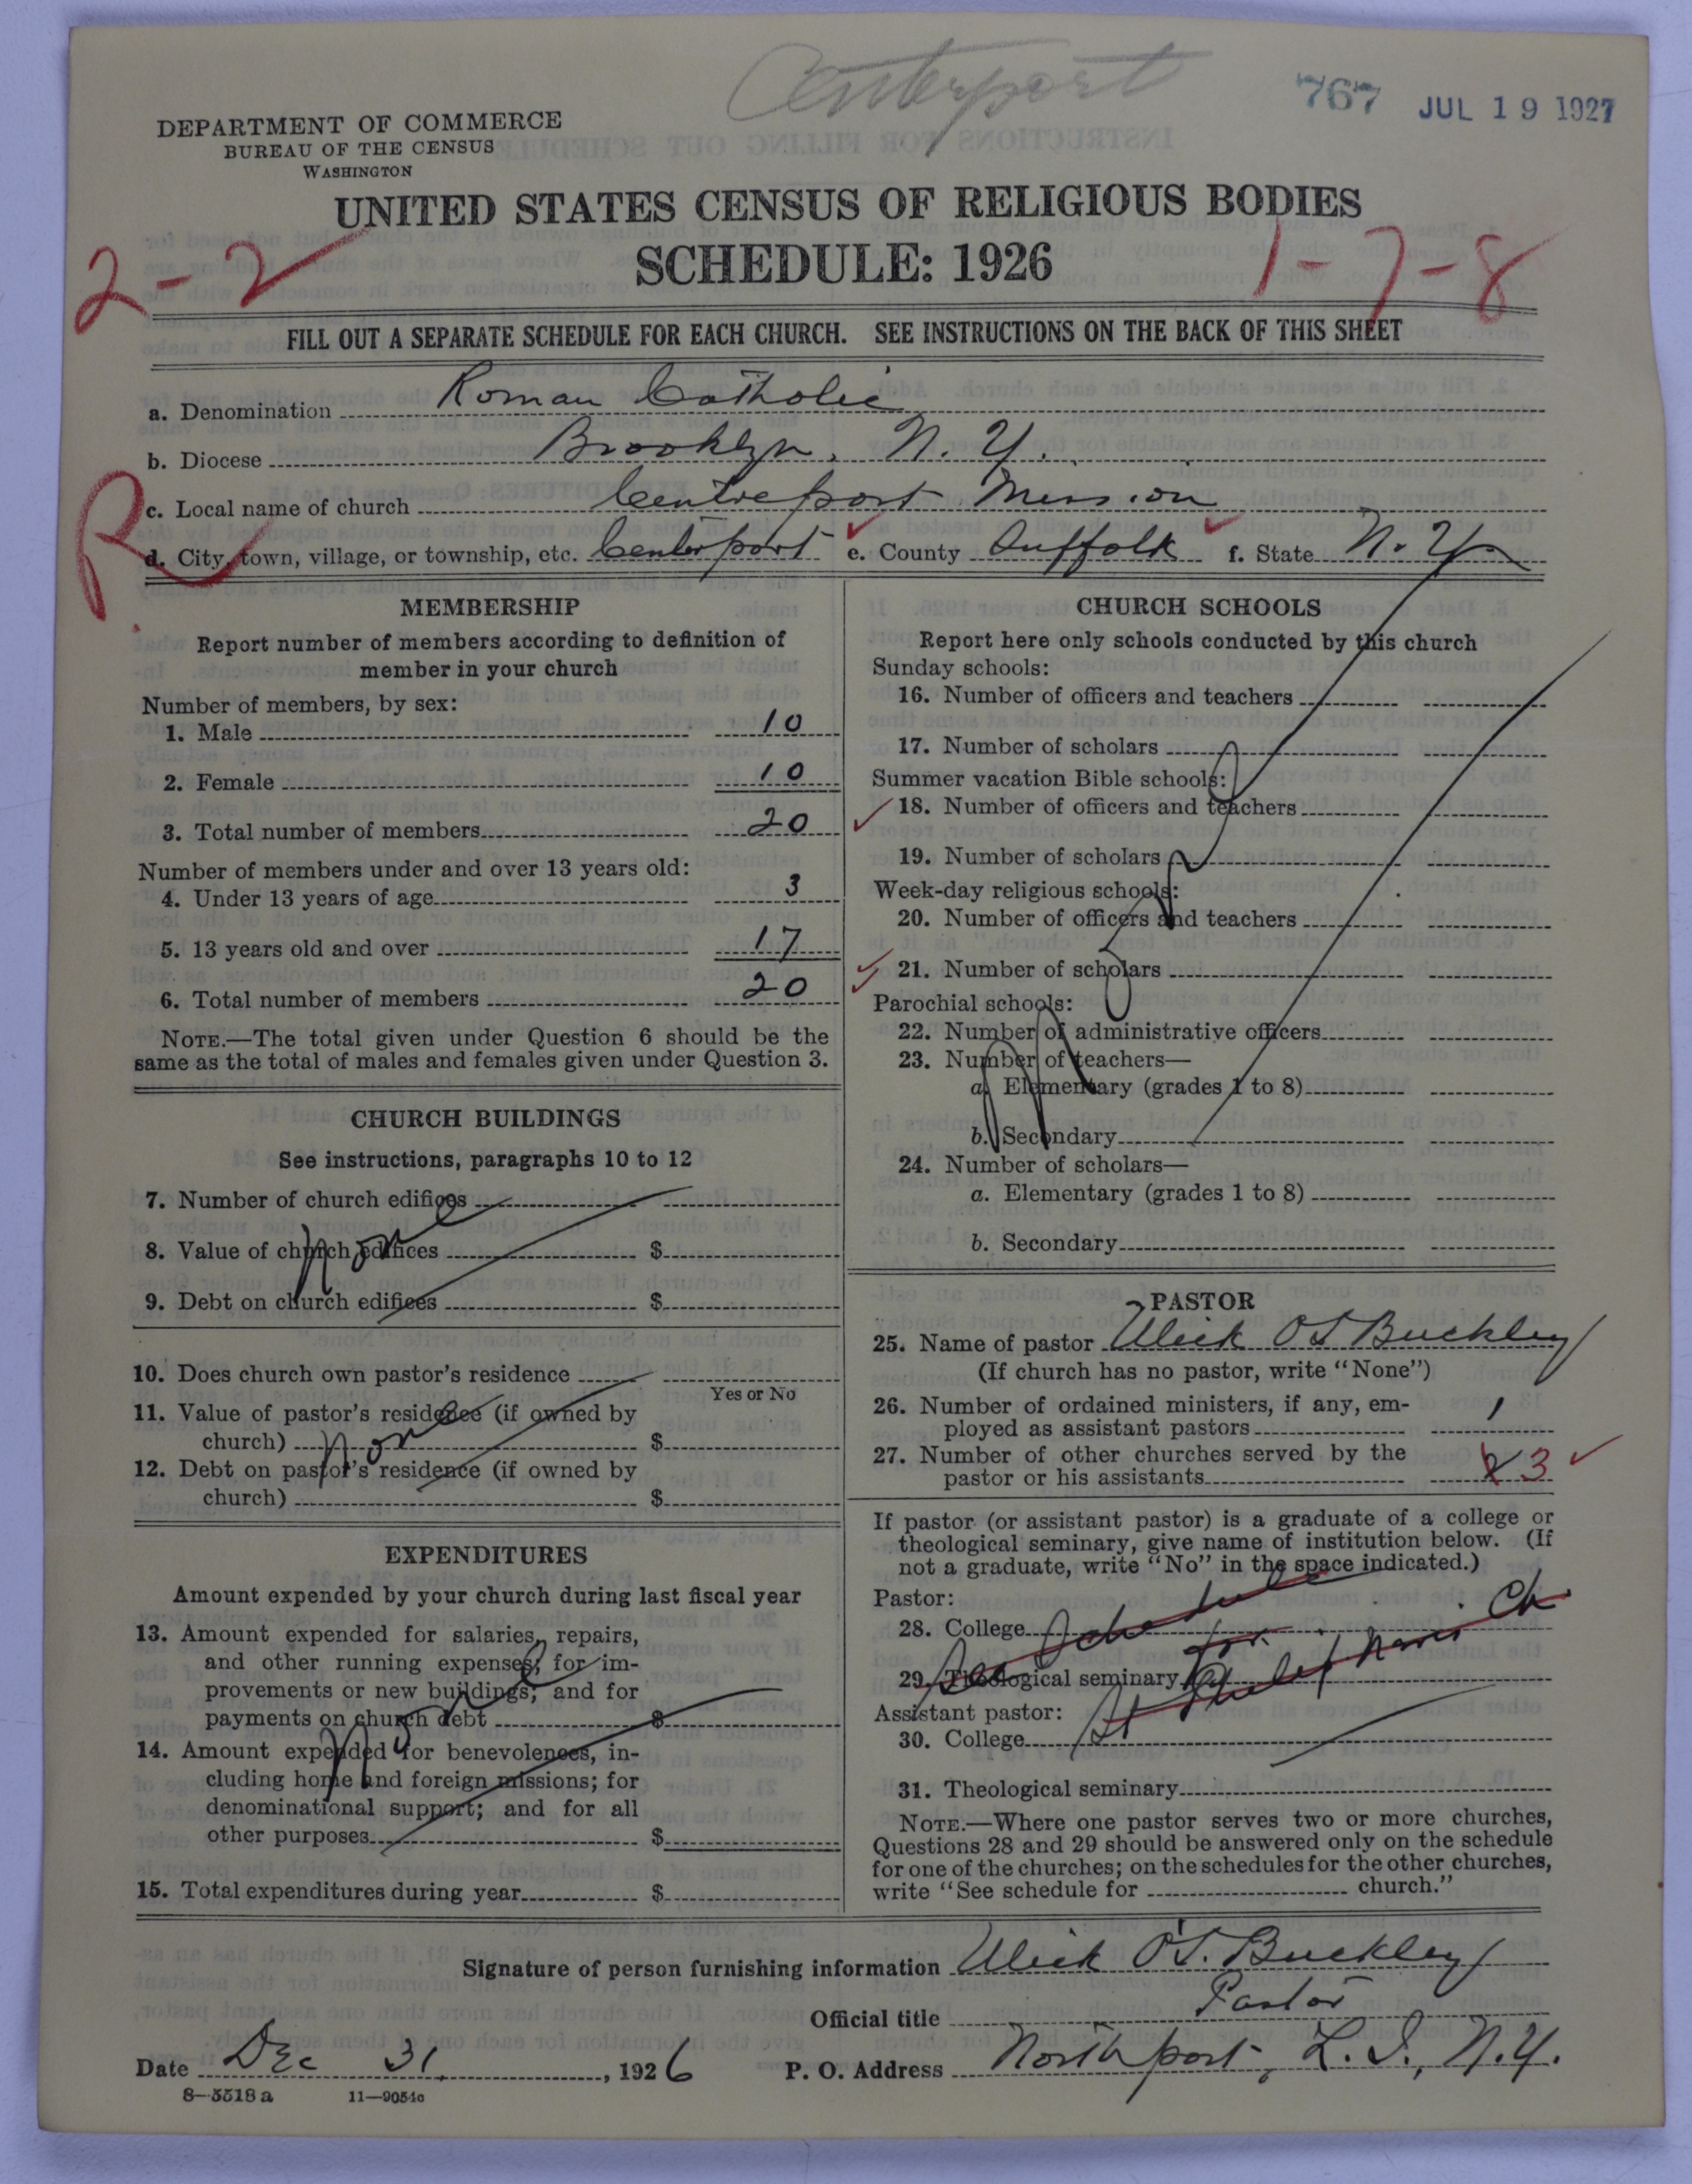 Centerport
767 JUL 19 1927
DEPARTMENT OF COMMERCE
BUREAU OF THE CENSUS
WASHINGTON
UNITED STATES CENSUS OF RELIGIOUS BODIES
SCHEDULE: 1926
2-2
1-7-8
FILL OUT A SEPARATE SCHEDULE FOR EACH CHURCH. SEE INSTRUCTIONS ON THE BACK OF THIS SHEET
a. Denomination Roman Catholic
b. Diocese Brooklyn, N. Y.
c. Local name of church Centreport Mission
R
d. City, town, village, or township, etc. Centerport e. County Suffolk f. State N. Y.
MEMBERSHIP
Report number of members according to definition of
member in your church
Number of members, by sex:
1. Male 10
2. Female 10
3. Total number of members 20
Number of members under and over 13 years old:
4. Under 13 years of age 3
5. 13 years old and over 17
6. Total number of members 20
NOTE.—The total given under Question 6 should be the
same as the total of males and females given under Question 3.
CHURCH BUILDINGS
See instructions, paragraphs 10 to 12
7. Number of church edifices
8. Value of church edifices $
None
9. Debt on church edifices $
10. Does church own pastor's residence
Yes or No
11. Value of pastor's residence (if owned by
church) $
None
12. Debt on pastor's residence (if owned by
church) $
EXPENDITURES
Amount expended by your church during last fiscal year
13. Amount expended for salaries, repairs,
and other running expenses; for im-
provements or new buildings; and for
payments on church debt $
None
14. Amount expended for benevolences, in-
cluding home and foreign missions; for
denominational support; and for all
other purposes $
15. Total expenditures during year $
CHURCH SCHOOLS
Report here only schools conducted by this church
Sunday schools:
16. Number of officers and teachers
17. Number of scholars
Summer vacation Bible schools:
18. Number of officers and teachers
19. Number of scholars
Week-day religious schools:
20. Number of officers and teachers
21. Number of scholars
None
Parochial schools:
22. Number of administrative officers
23. Number of teachers—
a. Elementary (grades 1 to 8)
b. Secondary
24. Number of scholars—
a. Elementary (grades 1 to 8)
b. Secondary
PASTOR
25. Name of pastor Ulick OS Buckley
(If church has no pastor, write "None")
26. Number of ordained ministers, if any, em-
ployed as assistant pastors 1
27. Number of other churches served by the
pastor or his assistants 2 3
If pastor (or assistant pastor) is a graduate of a college or
theological seminary, give name of institution below. (If
not a graduate, write "No" in the space indicated.)
Pastor:
28. College
See Schedule for
29. Theological seminary
St Philip Neri Ch
Assistant pastor:
30. College
31. Theological seminary
NOTE.—Where one pastor serves two or more churches,
Questions 28 and 29 should be answered only on the schedule
for one of the churches; on the schedules for the other churches,
write "See schedule for church."
Signature of person furnishing information Ulick O'S. Buckley
Official title Pastor
Date Dec 31, 1926 P. O. Address Northport, L. I., N. Y.
8—5518 a 11—9054c